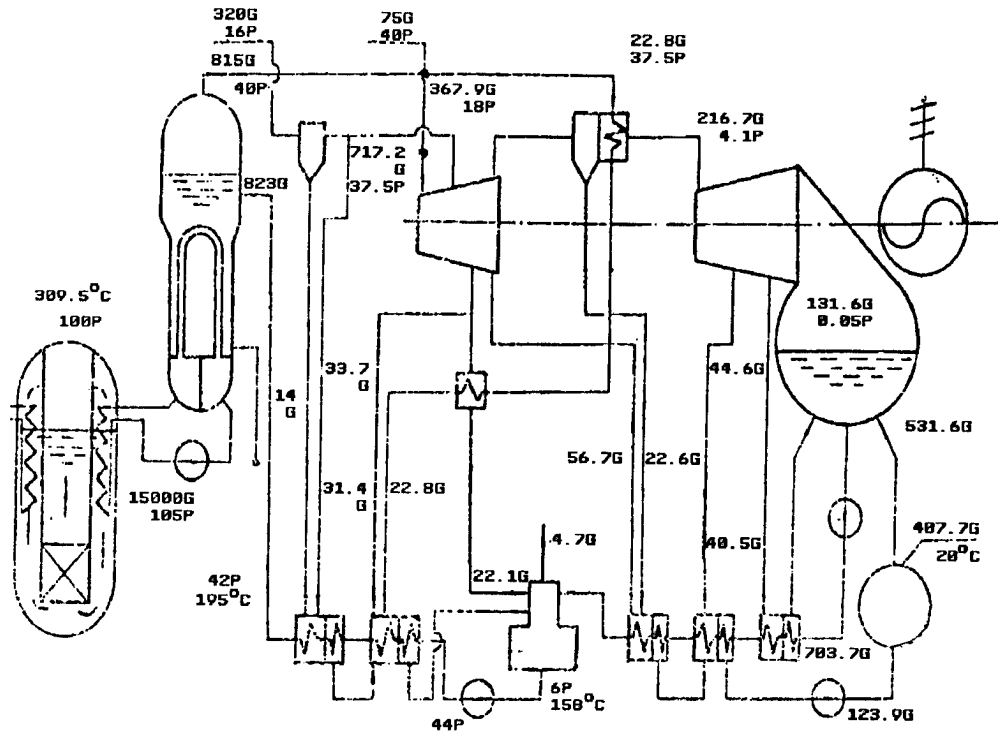 320G
16P
75G
40P
22.8G
37.5P
815G
40P
367.9G
18P
216.7G
4.1P
717.2
G
37.5P
823G
309.5°C
100P
131.6G
0.05P
33.7
G
44.6G
14
G
531.6G
56.7G
22.6G
31.4
G
22.8G
15000G
105P
407.7G
20°C
4.7G
40.5G
42P
195°C
22.1G
703.7G
6P
158°C
44P
123.9G